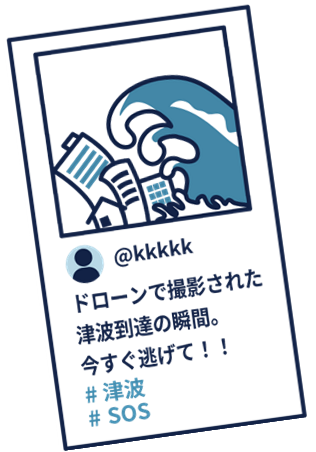 @kkkkk
ドローンで撮影された
津波到達の瞬間。
今すぐ逃げて！！
#津波
#SOS